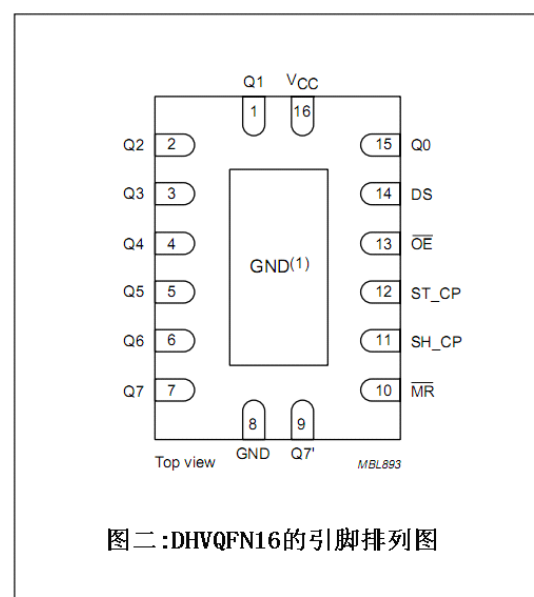 Q1 VCC
1 16
Q2 2 15 Q0
Q3 3 14 DS
Q4 4 13 O̅E̅
GND(1)
Q5 5 12 ST_CP
Q6 6 11 SH_CP
Q7 7 10 M̅R̅
8 9
GND Q7'
Top view MBL893
图二:DHVQFN16的引脚排列图